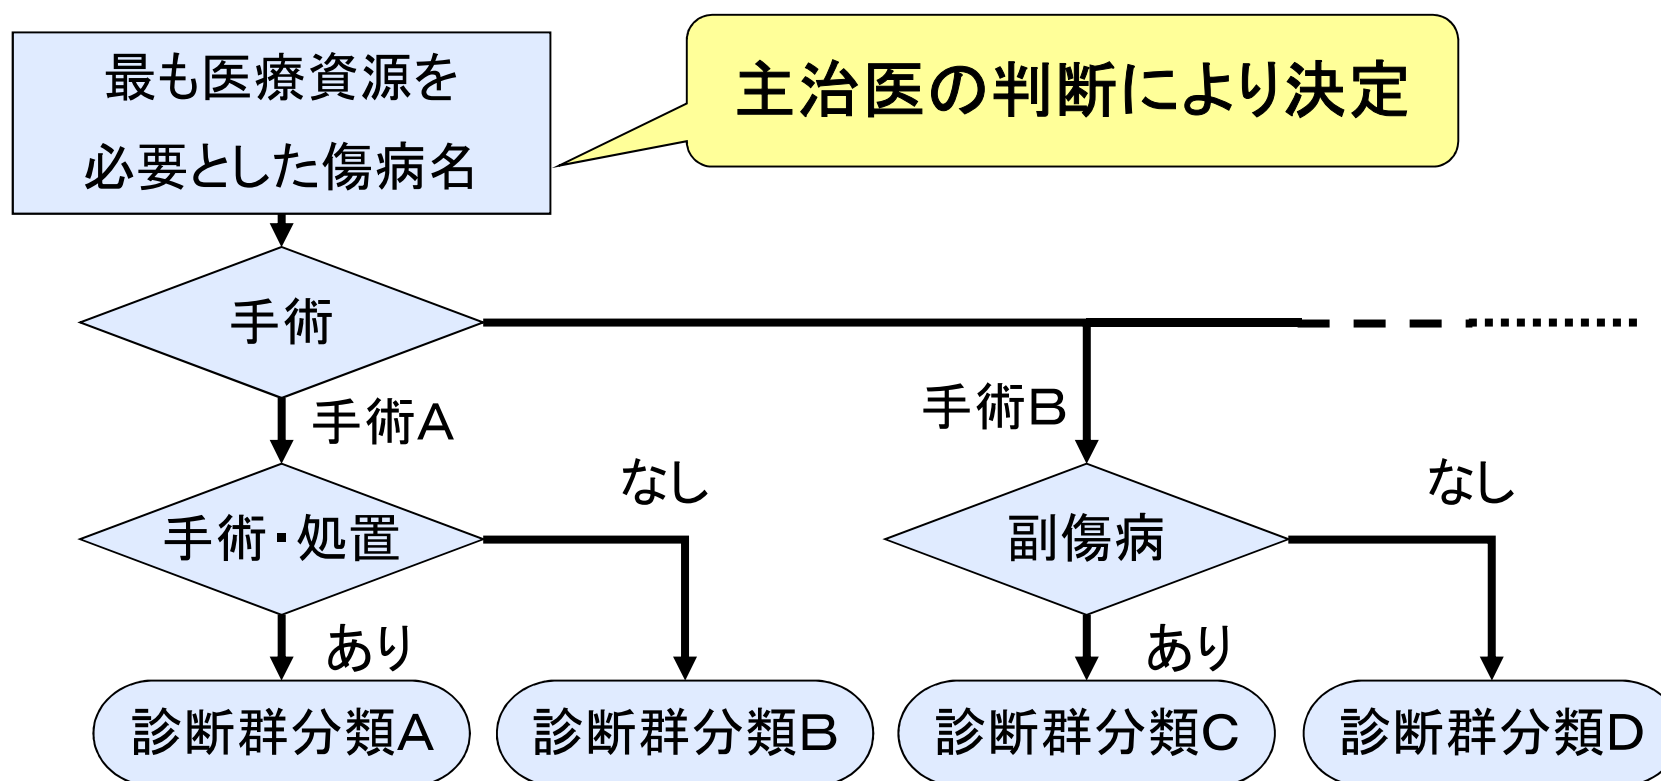 最も医療資源を
必要とした傷病名
主治医の判断により決定
手術
手術A
手術B
手術・処置
なし
副傷病
なし
あり
あり
診断群分類A
診断群分類B
診断群分類C
診断群分類D